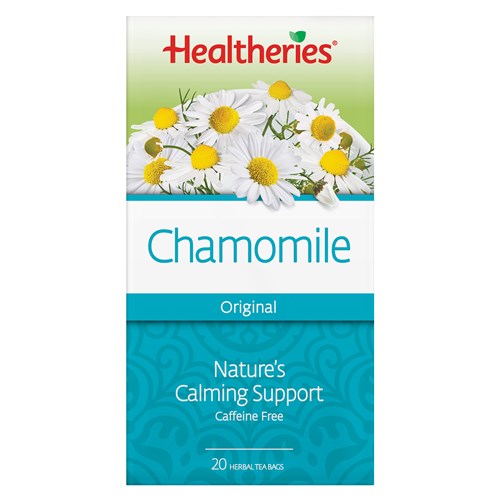 Healtheries®
Chamomile
Original
Nature's
Calming Support
Caffeine Free
20 HERBAL TEA BAGS